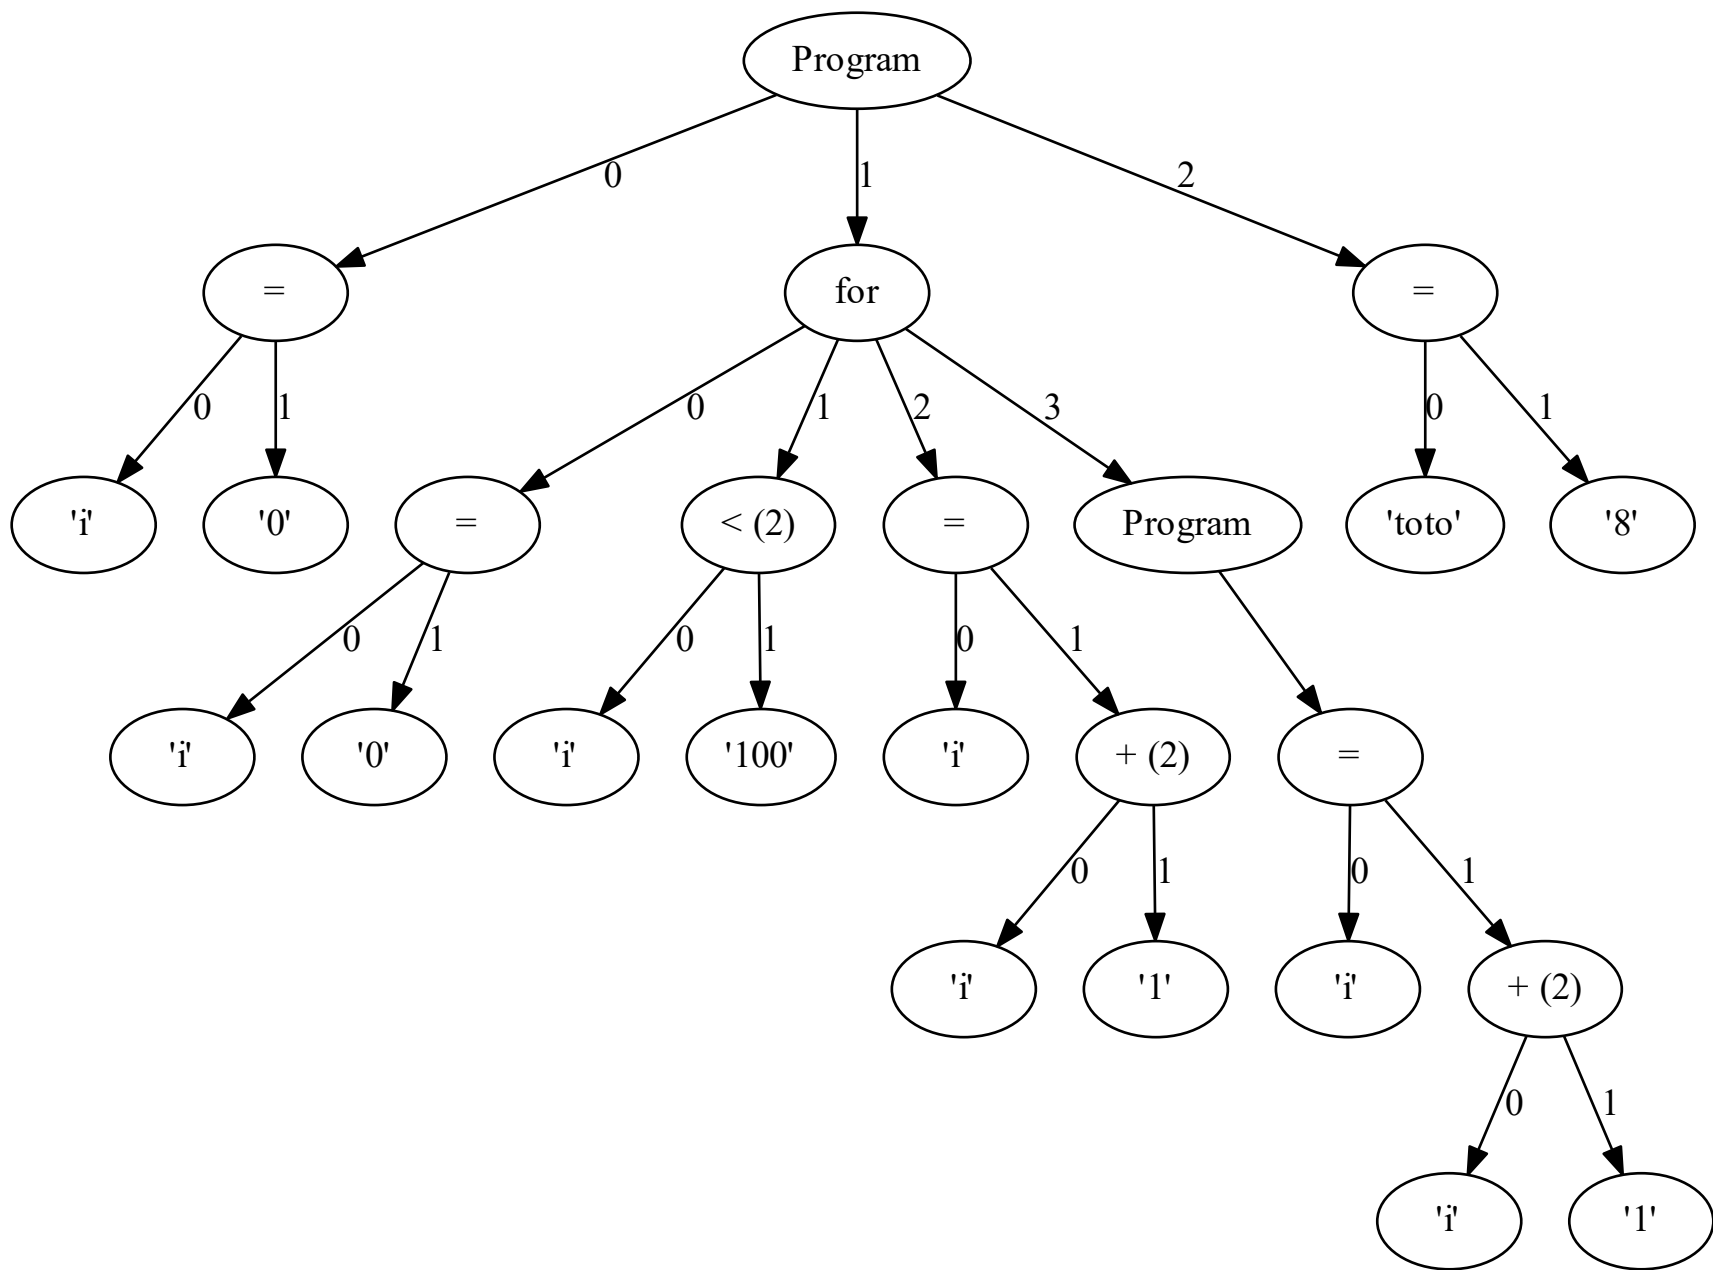 Program
0 1 2
= for =
0 1 0 1 2 3 0 1
'i' '0' = < (2) = Program 'toto' '8'
0 1 0 1 0 1
'i' '0' 'i' '100' 'i' + (2) =
0 1 0 1
'i' '1' 'i' + (2)
0 1
'i' '1'